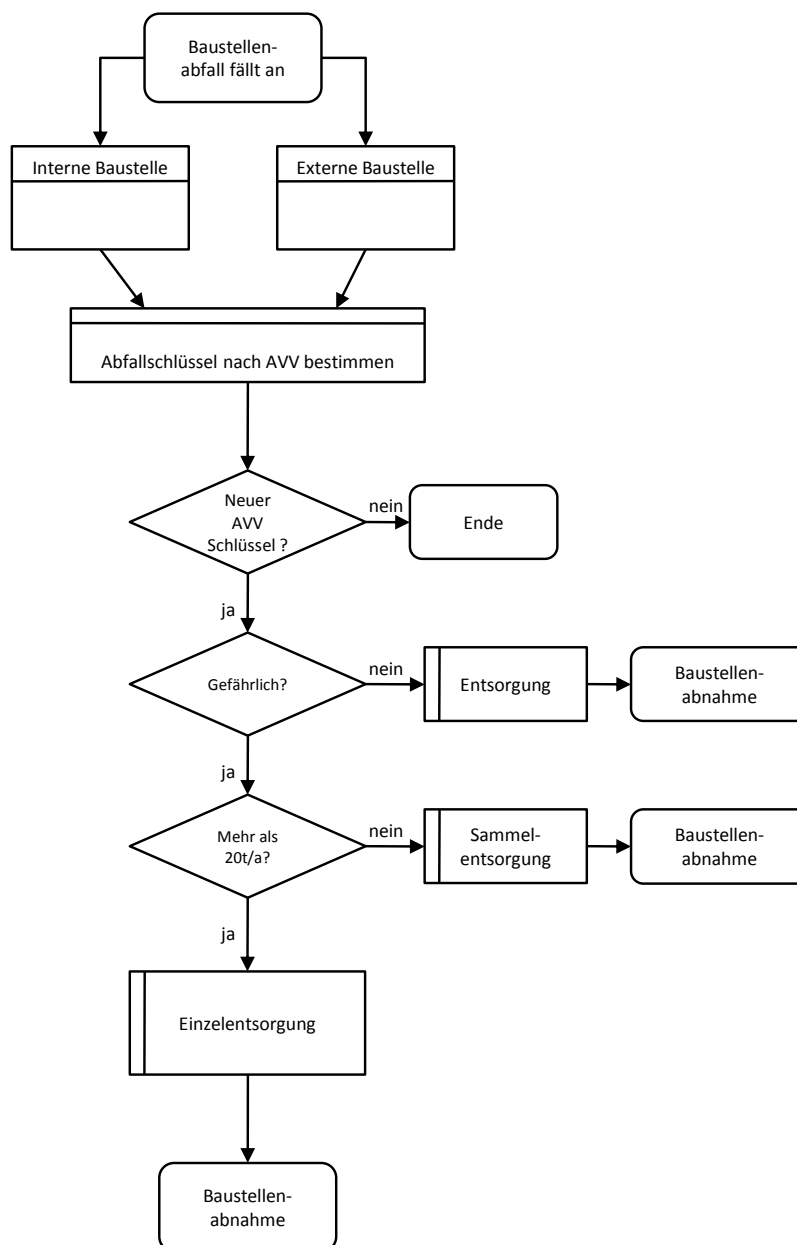 Baustellen-
abfall fällt an
Interne Baustelle
Externe Baustelle
Abfallschlüssel nach AVV bestimmen
Neuer
AVV
Schlüssel ?
nein
Ende
ja
Gefährlich?
nein
Entsorgung
Baustellen-
abnahme
ja
Mehr als
20t/a?
nein
Sammel-
entsorgung
Baustellen-
abnahme
ja
Einzelentsorgung
Baustellen-
abnahme